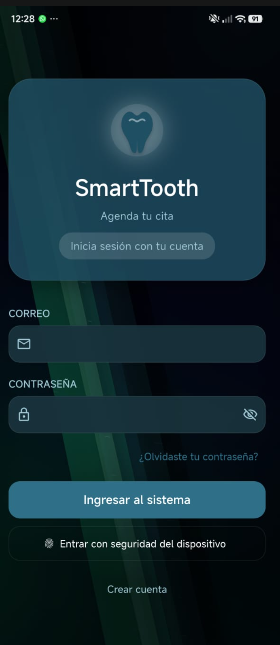 12:28
91
SmartTooth
Agenda tu cita
Inicia sesión con tu cuenta
CORREO
CONTRASEÑA
¿Olvidaste tu contraseña?
Ingresar al sistema
Entrar con seguridad del dispositivo
Crear cuenta